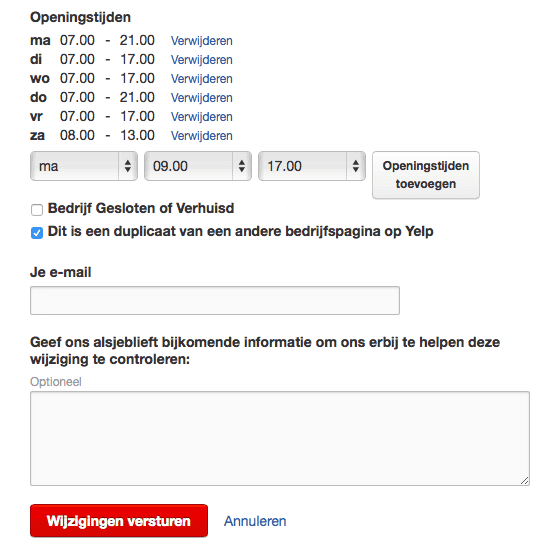 Openingstijden
ma 07.00 - 21.00 Verwijderen
di 07.00 - 17.00 Verwijderen
wo 07.00 - 17.00 Verwijderen
do 07.00 - 21.00 Verwijderen
vr 07.00 - 17.00 Verwijderen
za 08.00 - 13.00 Verwijderen
ma 09.00 17.00 Openingstijden
toevoegen
Bedrijf Gesloten of Verhuisd
Dit is een duplicaat van een andere bedrijfspagina op Yelp
Je e-mail
Geef ons alsjeblieft bijkomende informatie om ons erbij te helpen deze
wijziging te controleren:
Optioneel
Wijzigingen versturen Annuleren